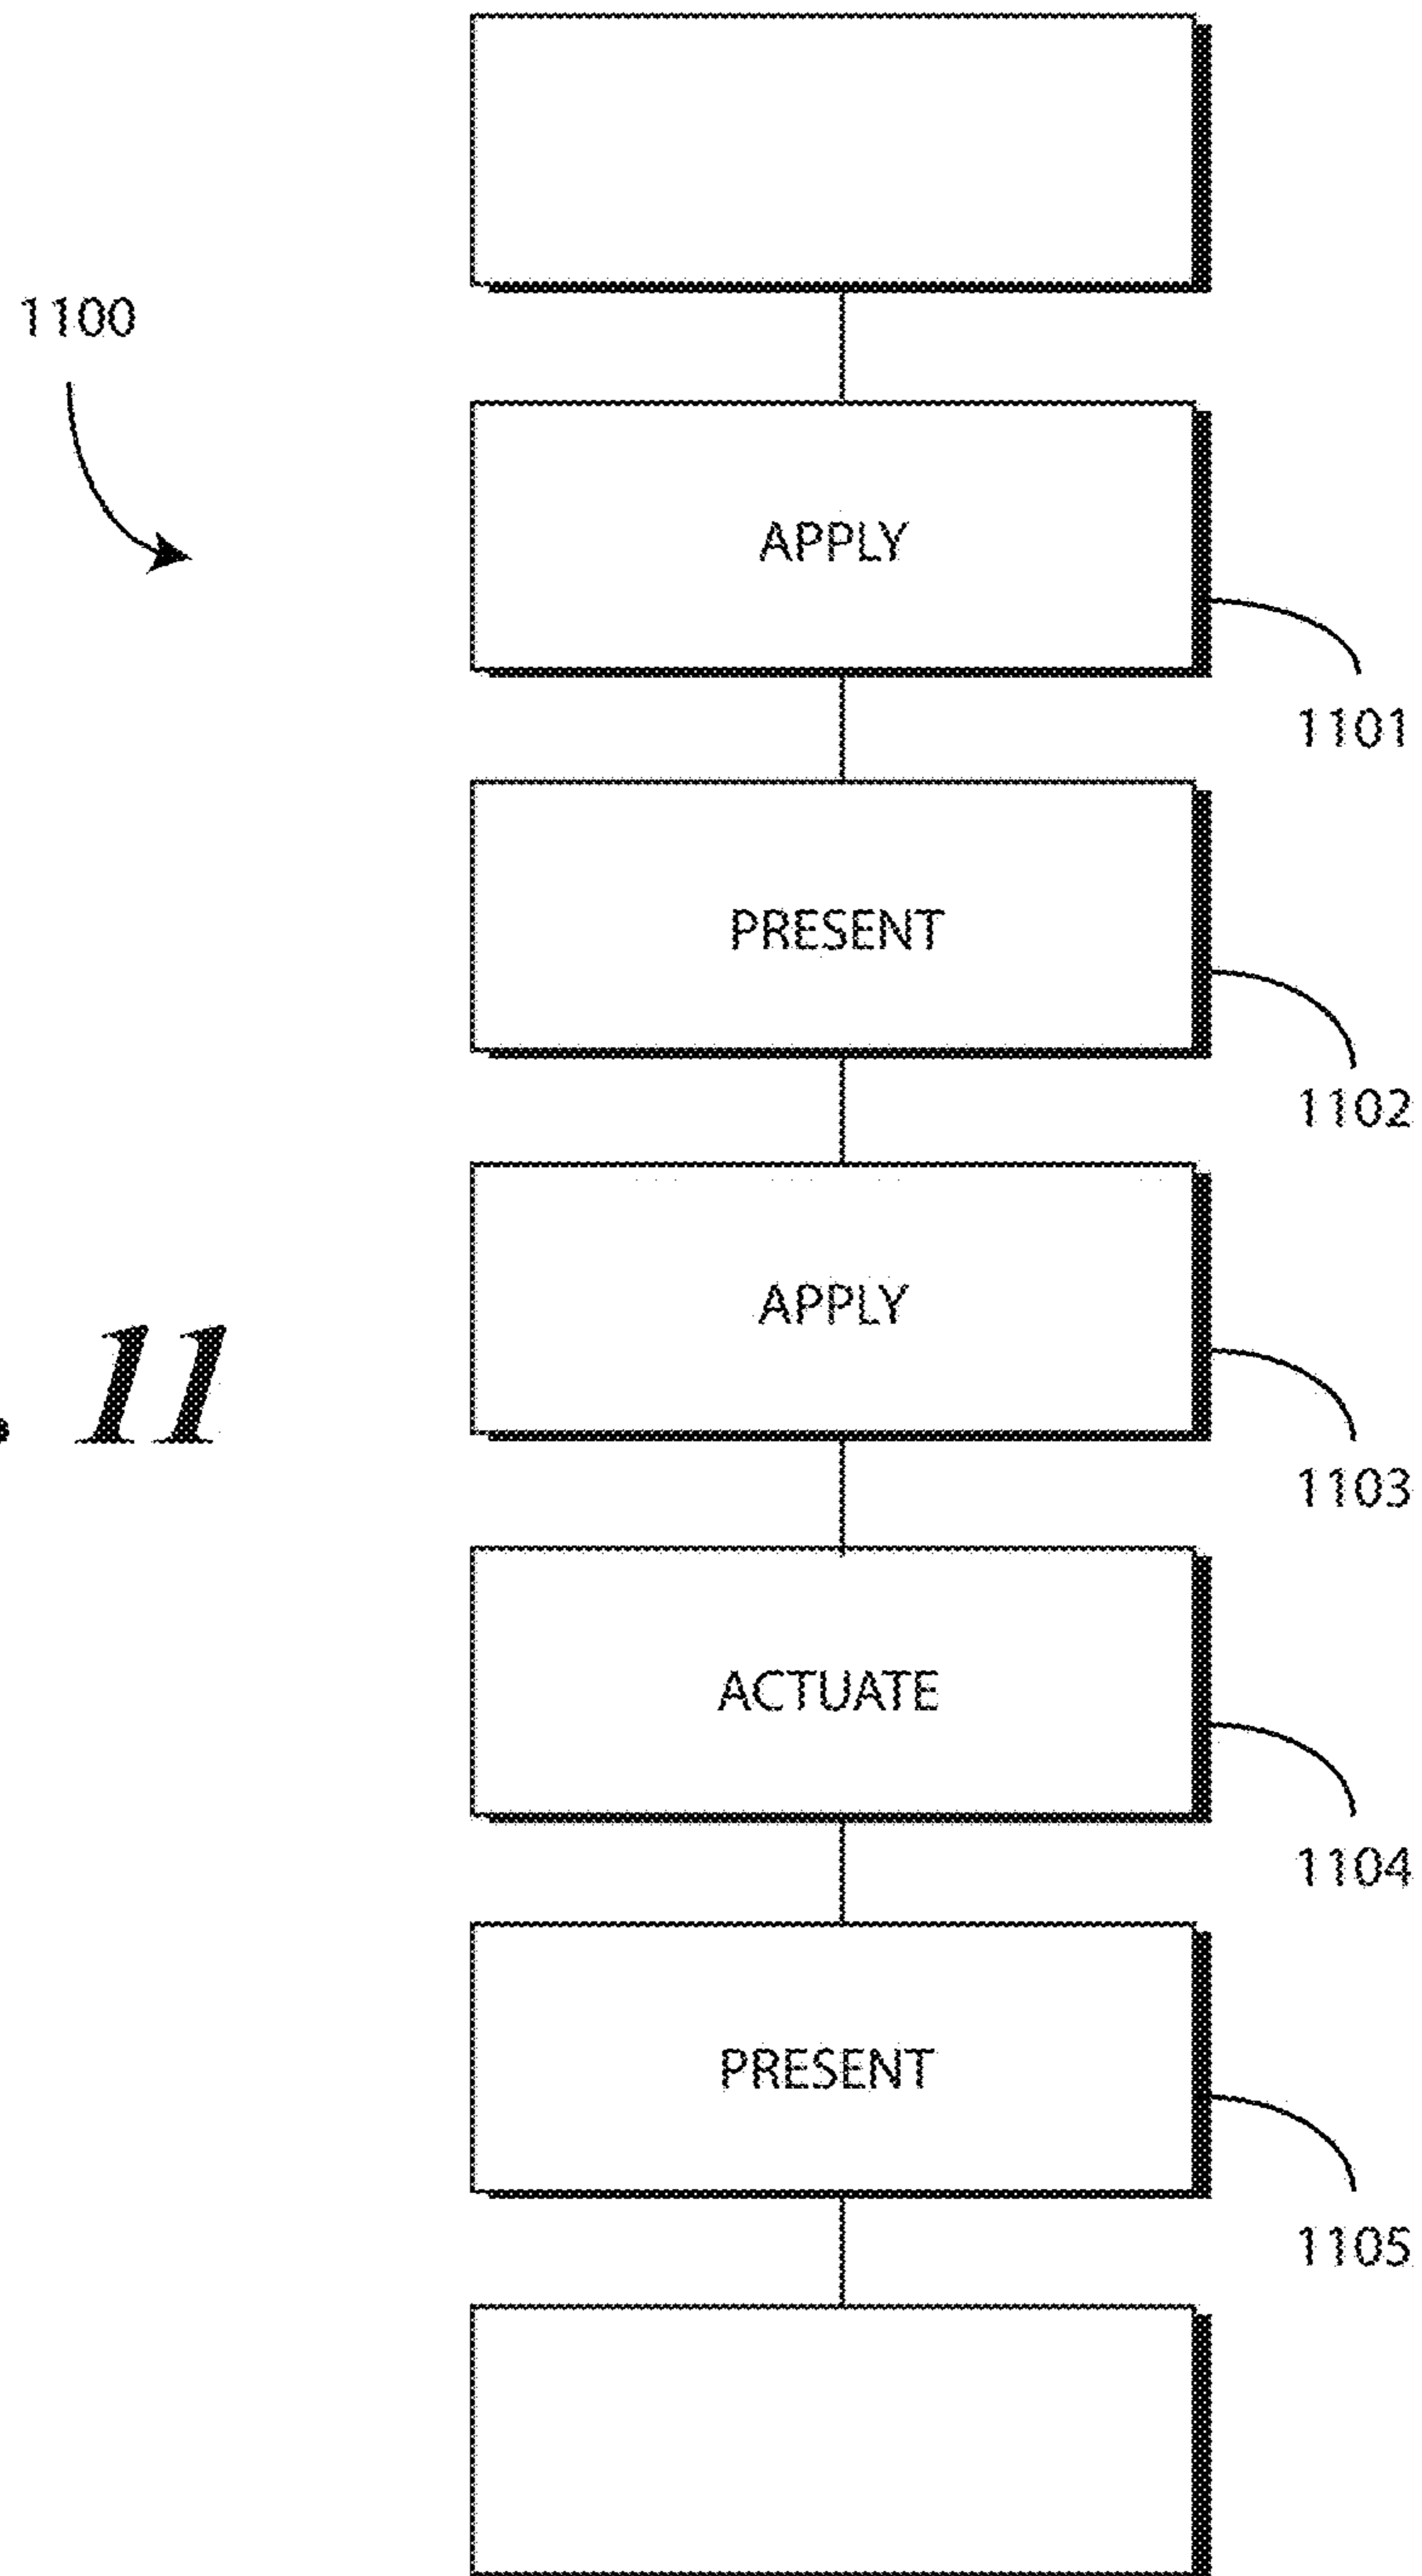 1100
APPLY
1101
PRESENT
1102
APPLY
. 11
1103
ACTUATE
1104
PRESENT
1105